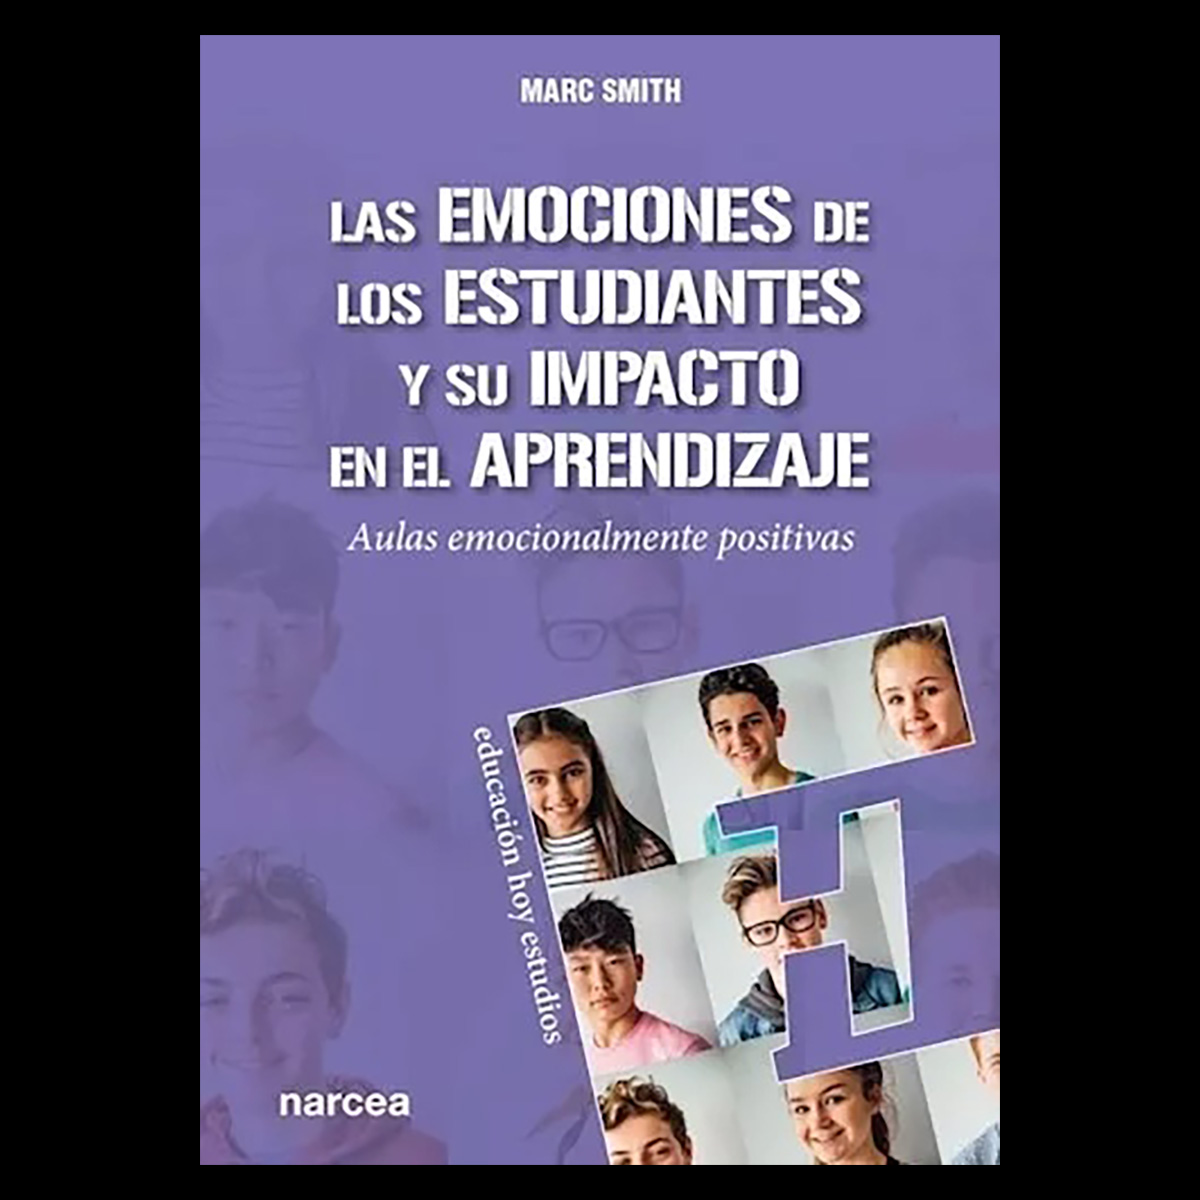 MARC SMITH
LAS EMOCIONES DE
LOS ESTUDIANTES
Y SU IMPACTO
EN EL APRENDIZAJE
Aulas emocionalmente positivas
educación hoy estudios
E
narcea